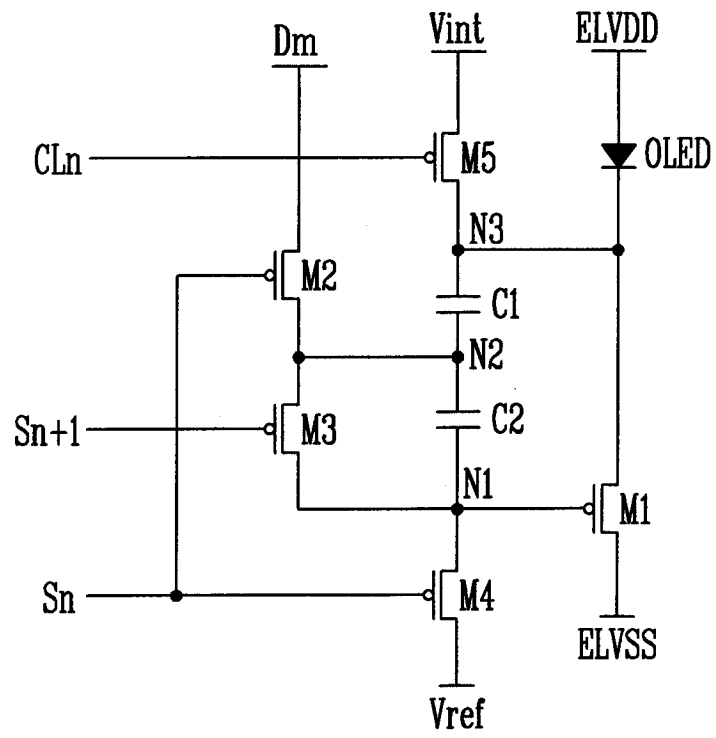 Dm
Vint
ELVDD
CLn
M5
OLED
N3
M2
C1
N2
Sn+1
M3
C2
N1
M1
Sn
M4
ELVSS
Vref